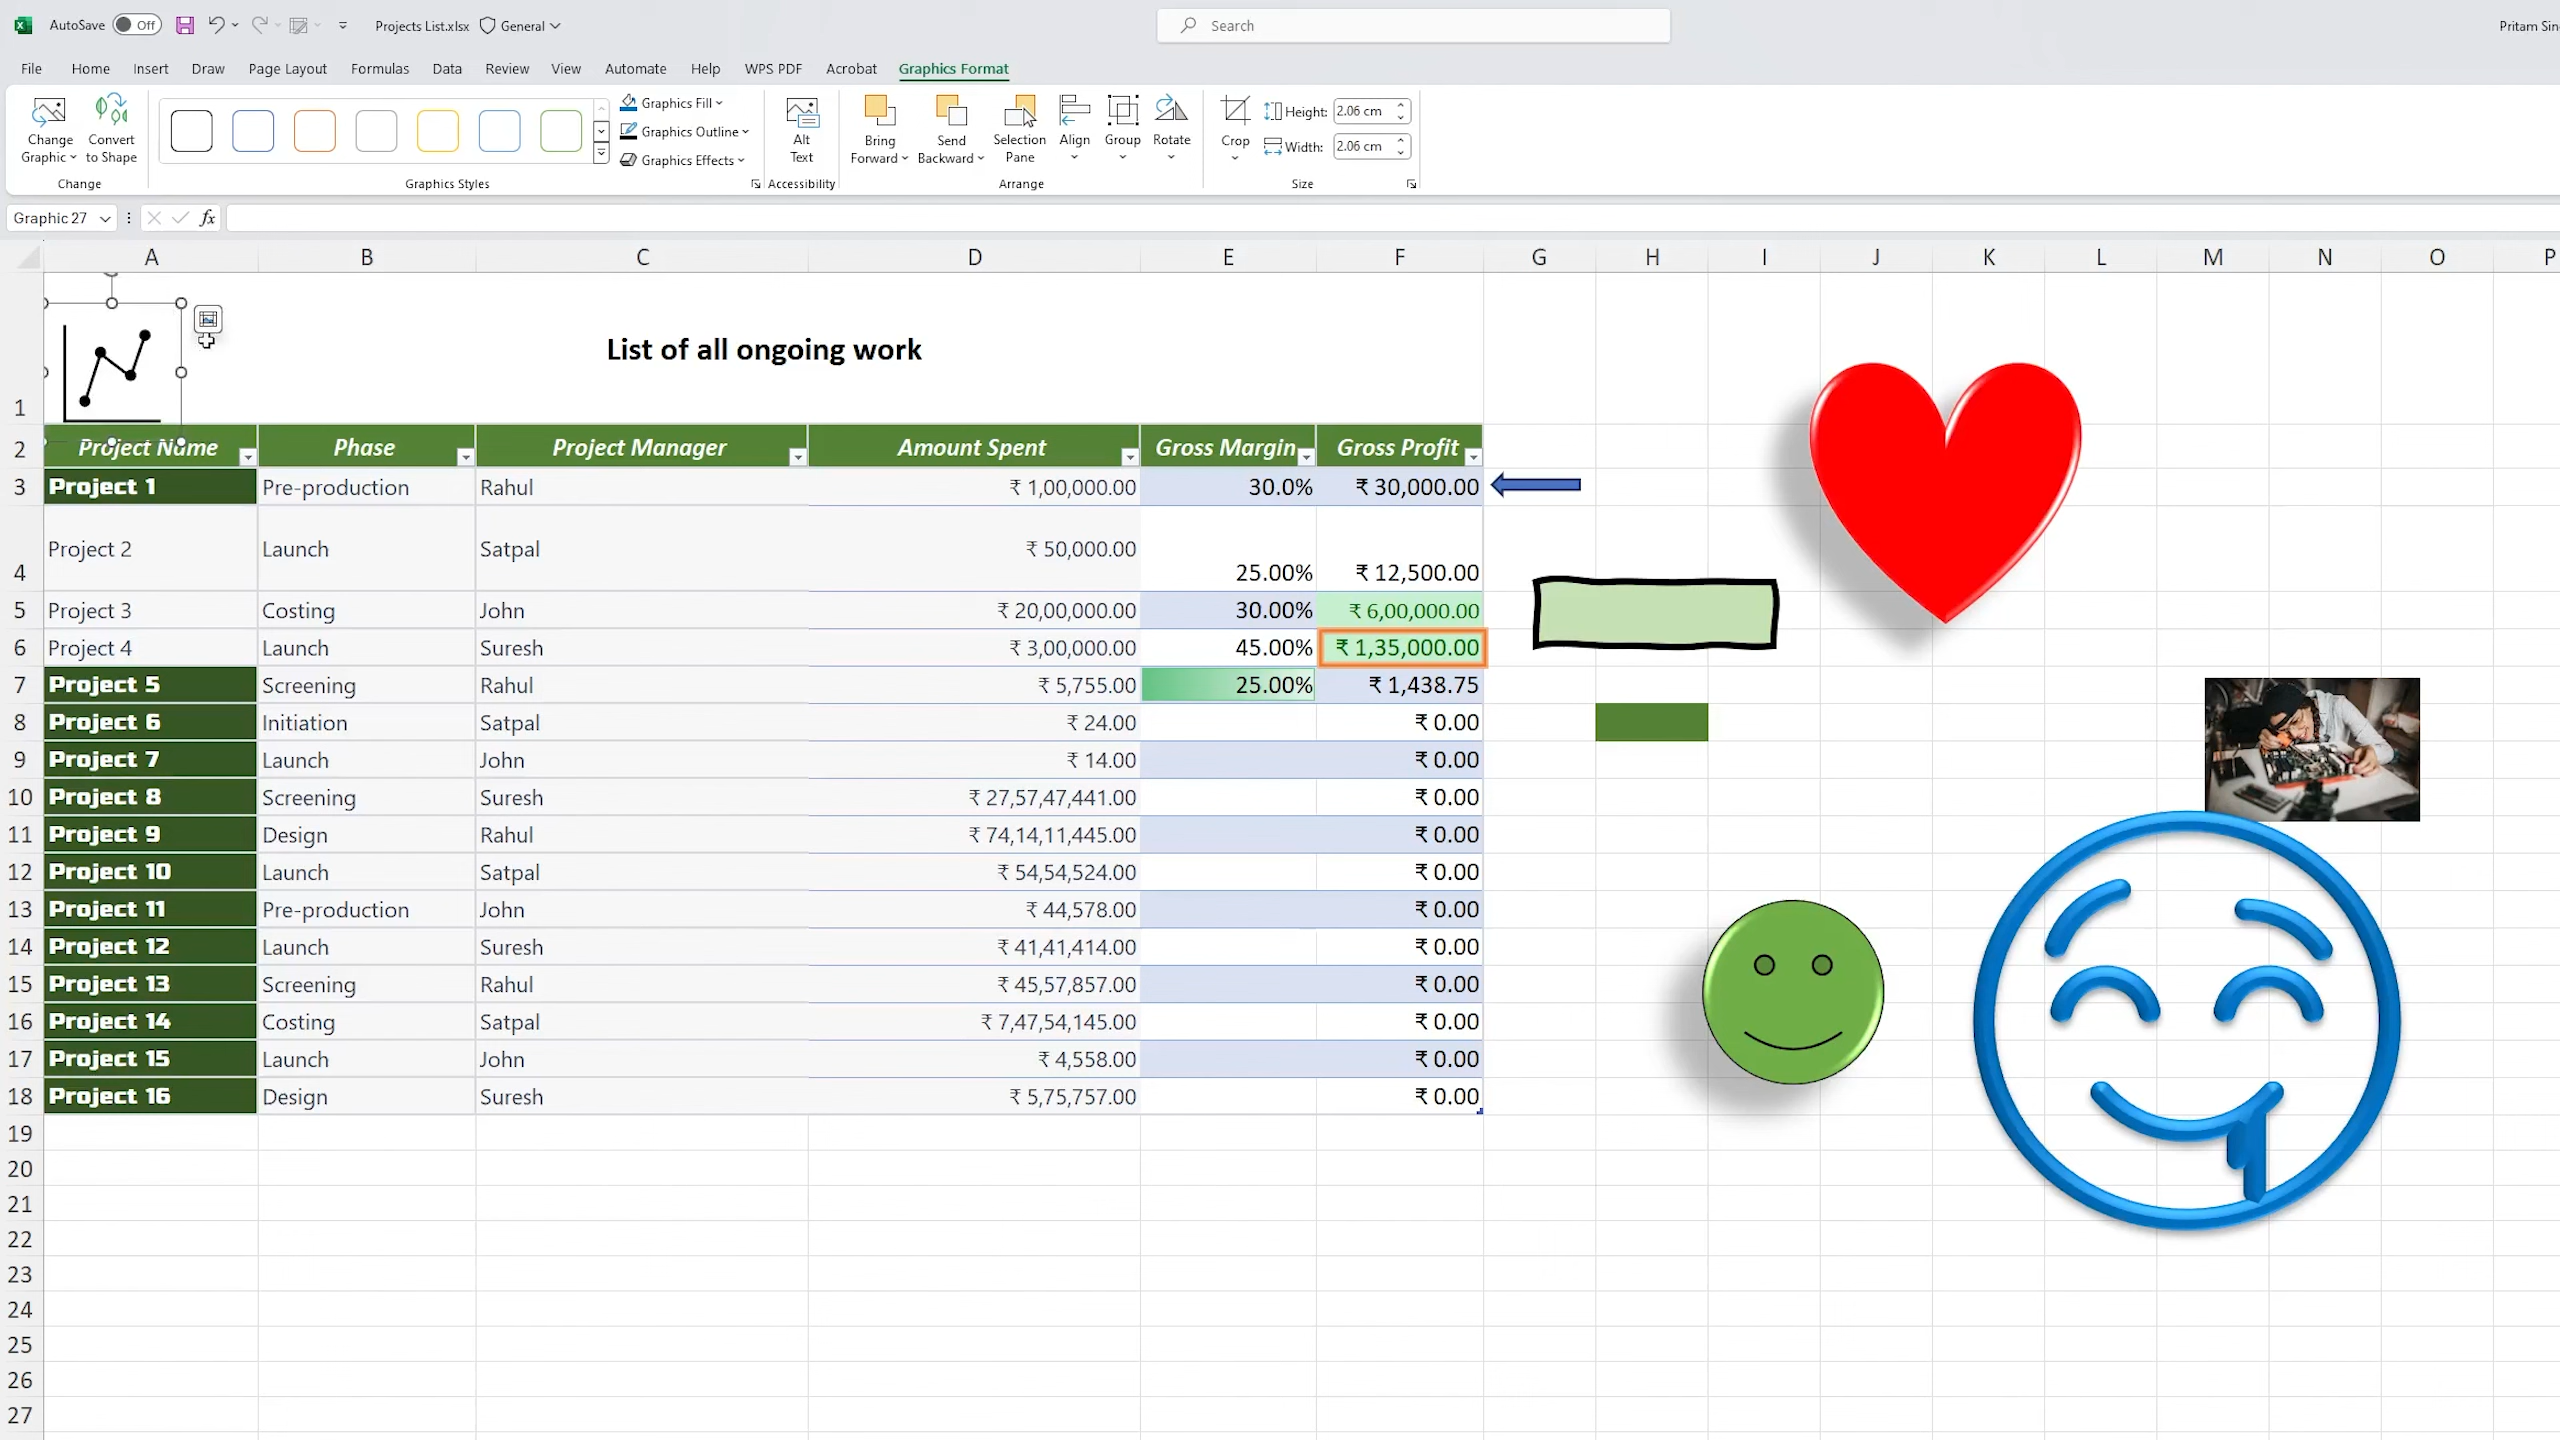 AutoSave Off Projects List.xlsx General Search Pritam Sin
File Home Insert Draw Page Layout Formulas Data Review View Automate Help WPS PDF Acrobat Graphics Format
Change Graphic Convert to Shape Graphics Fill Graphics Outline Graphics Effects Alt Text Bring Forward Send Backward Selection Pane Align Group Rotate Crop Height: 2.06 cm Width: 2.06 cm
Change Graphics Styles Accessibility Arrange Size
Graphic 27 fx
A B C D E F G H I J K L M N O P
1 List of all ongoing work
2 Project Name Phase Project Manager Amount Spent Gross Margin Gross Profit
3 Project 1 Pre-production Rahul ₹ 1,00,000.00 30.0% ₹ 30,000.00
4 Project 2 Launch Satpal ₹ 50,000.00 25.00% ₹ 12,500.00
5 Project 3 Costing John ₹ 20,00,000.00 30.00% ₹ 6,00,000.00
6 Project 4 Launch Suresh ₹ 3,00,000.00 45.00% ₹ 1,35,000.00
7 Project 5 Screening Rahul ₹ 5,755.00 25.00% ₹ 1,438.75
8 Project 6 Initiation Satpal ₹ 24.00 ₹ 0.00
9 Project 7 Launch John ₹ 14.00 ₹ 0.00
10 Project 8 Screening Suresh ₹ 27,57,47,441.00 ₹ 0.00
11 Project 9 Design Rahul ₹ 74,14,11,445.00 ₹ 0.00
12 Project 10 Launch Satpal ₹ 54,54,524.00 ₹ 0.00
13 Project 11 Pre-production John ₹ 44,578.00 ₹ 0.00
14 Project 12 Launch Suresh ₹ 41,41,414.00 ₹ 0.00
15 Project 13 Screening Rahul ₹ 45,57,857.00 ₹ 0.00
16 Project 14 Costing Satpal ₹ 7,47,54,145.00 ₹ 0.00
17 Project 15 Launch John ₹ 4,558.00 ₹ 0.00
18 Project 16 Design Suresh ₹ 5,75,757.00 ₹ 0.00
19
20
21
22
23
24
25
26
27